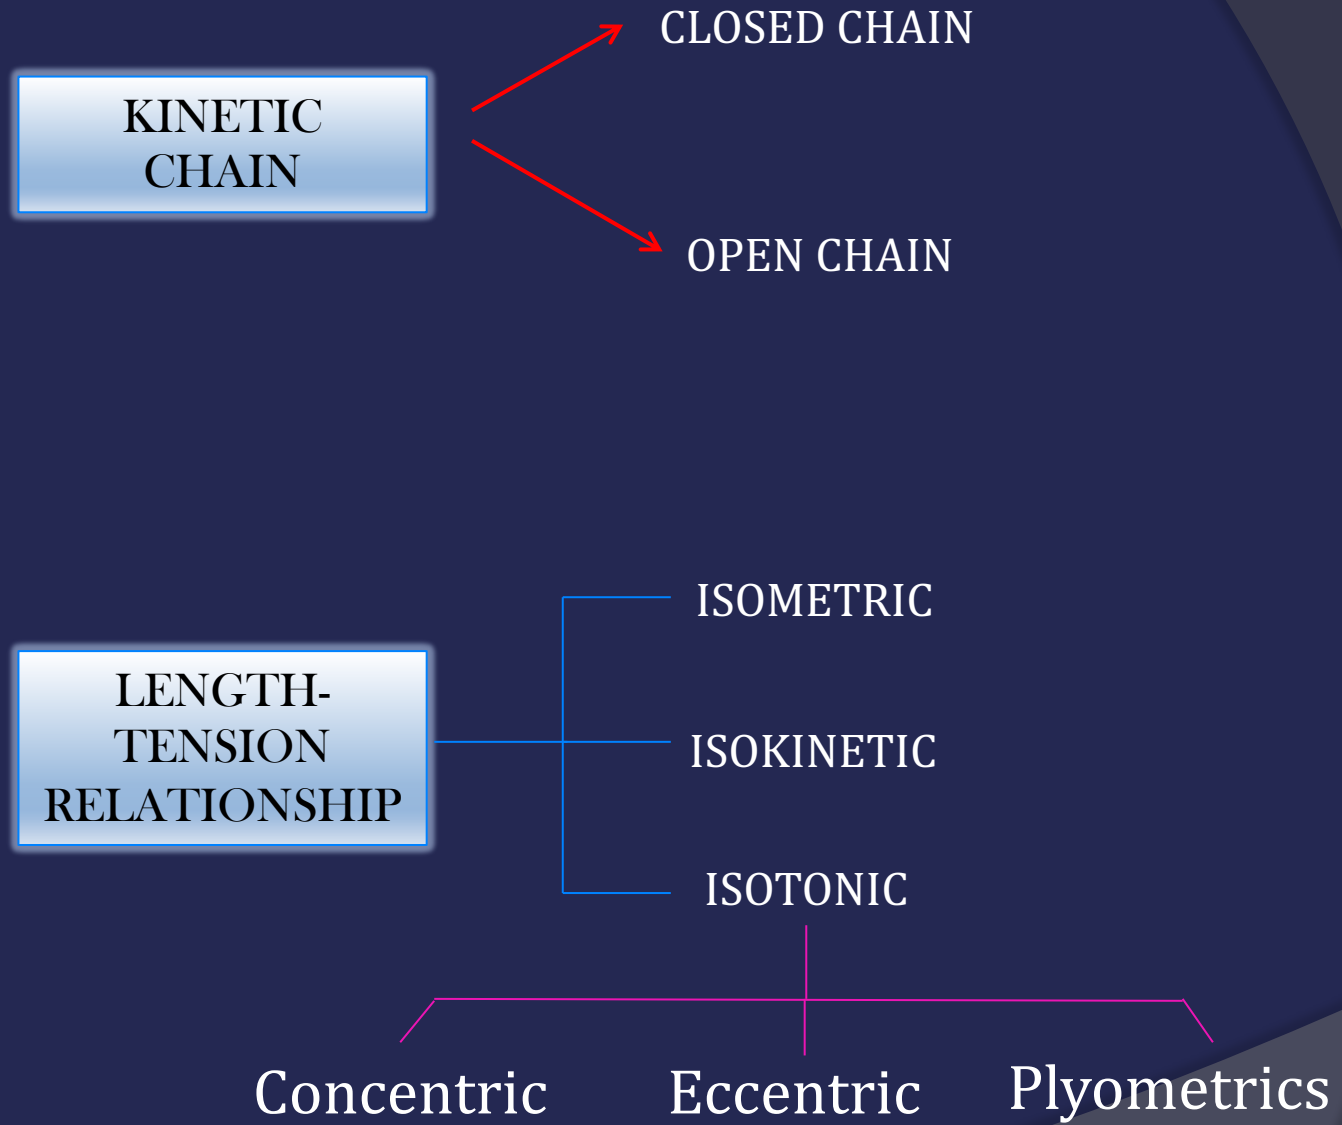 CLOSED CHAIN
KINETIC
CHAIN
OPEN CHAIN
ISOMETRIC
LENGTH-
TENSION
RELATIONSHIP
ISOKINETIC
ISOTONIC
Concentric
Eccentric
Plyometrics